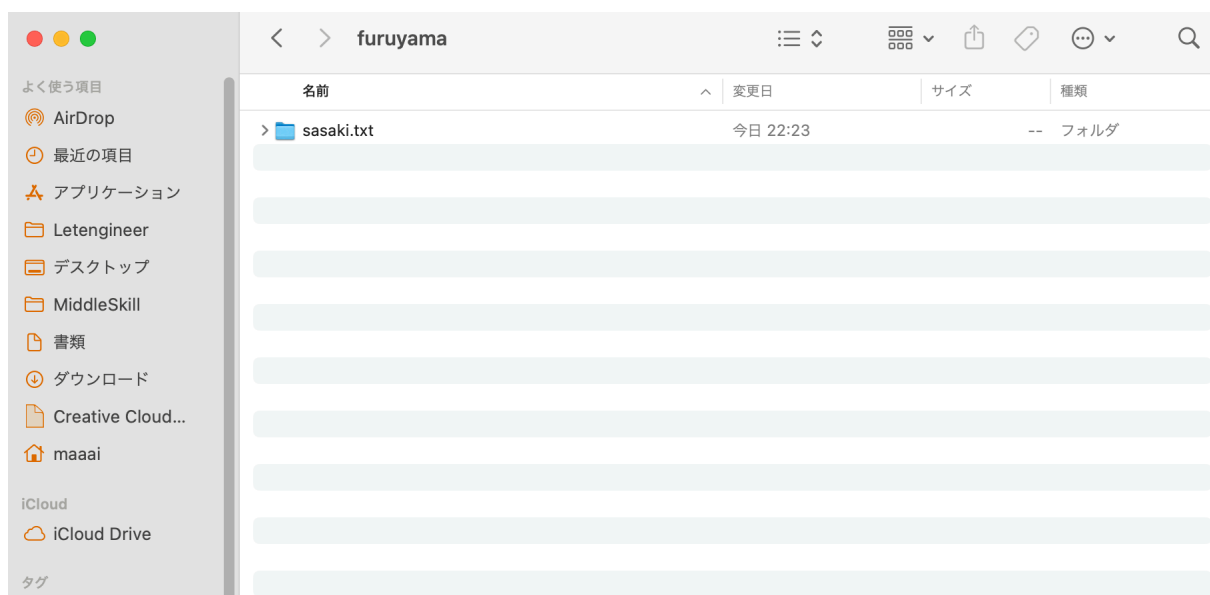 furuyama
よく使う項目
AirDrop
最近の項目
アプリケーション
Letengineer
デスクトップ
MiddleSkill
書類
ダウンロード
Creative Cloud...
maaai
iCloud
iCloud Drive
タグ
名前 変更日 サイズ 種類
sasaki.txt 今日 22:23 -- フォルダ